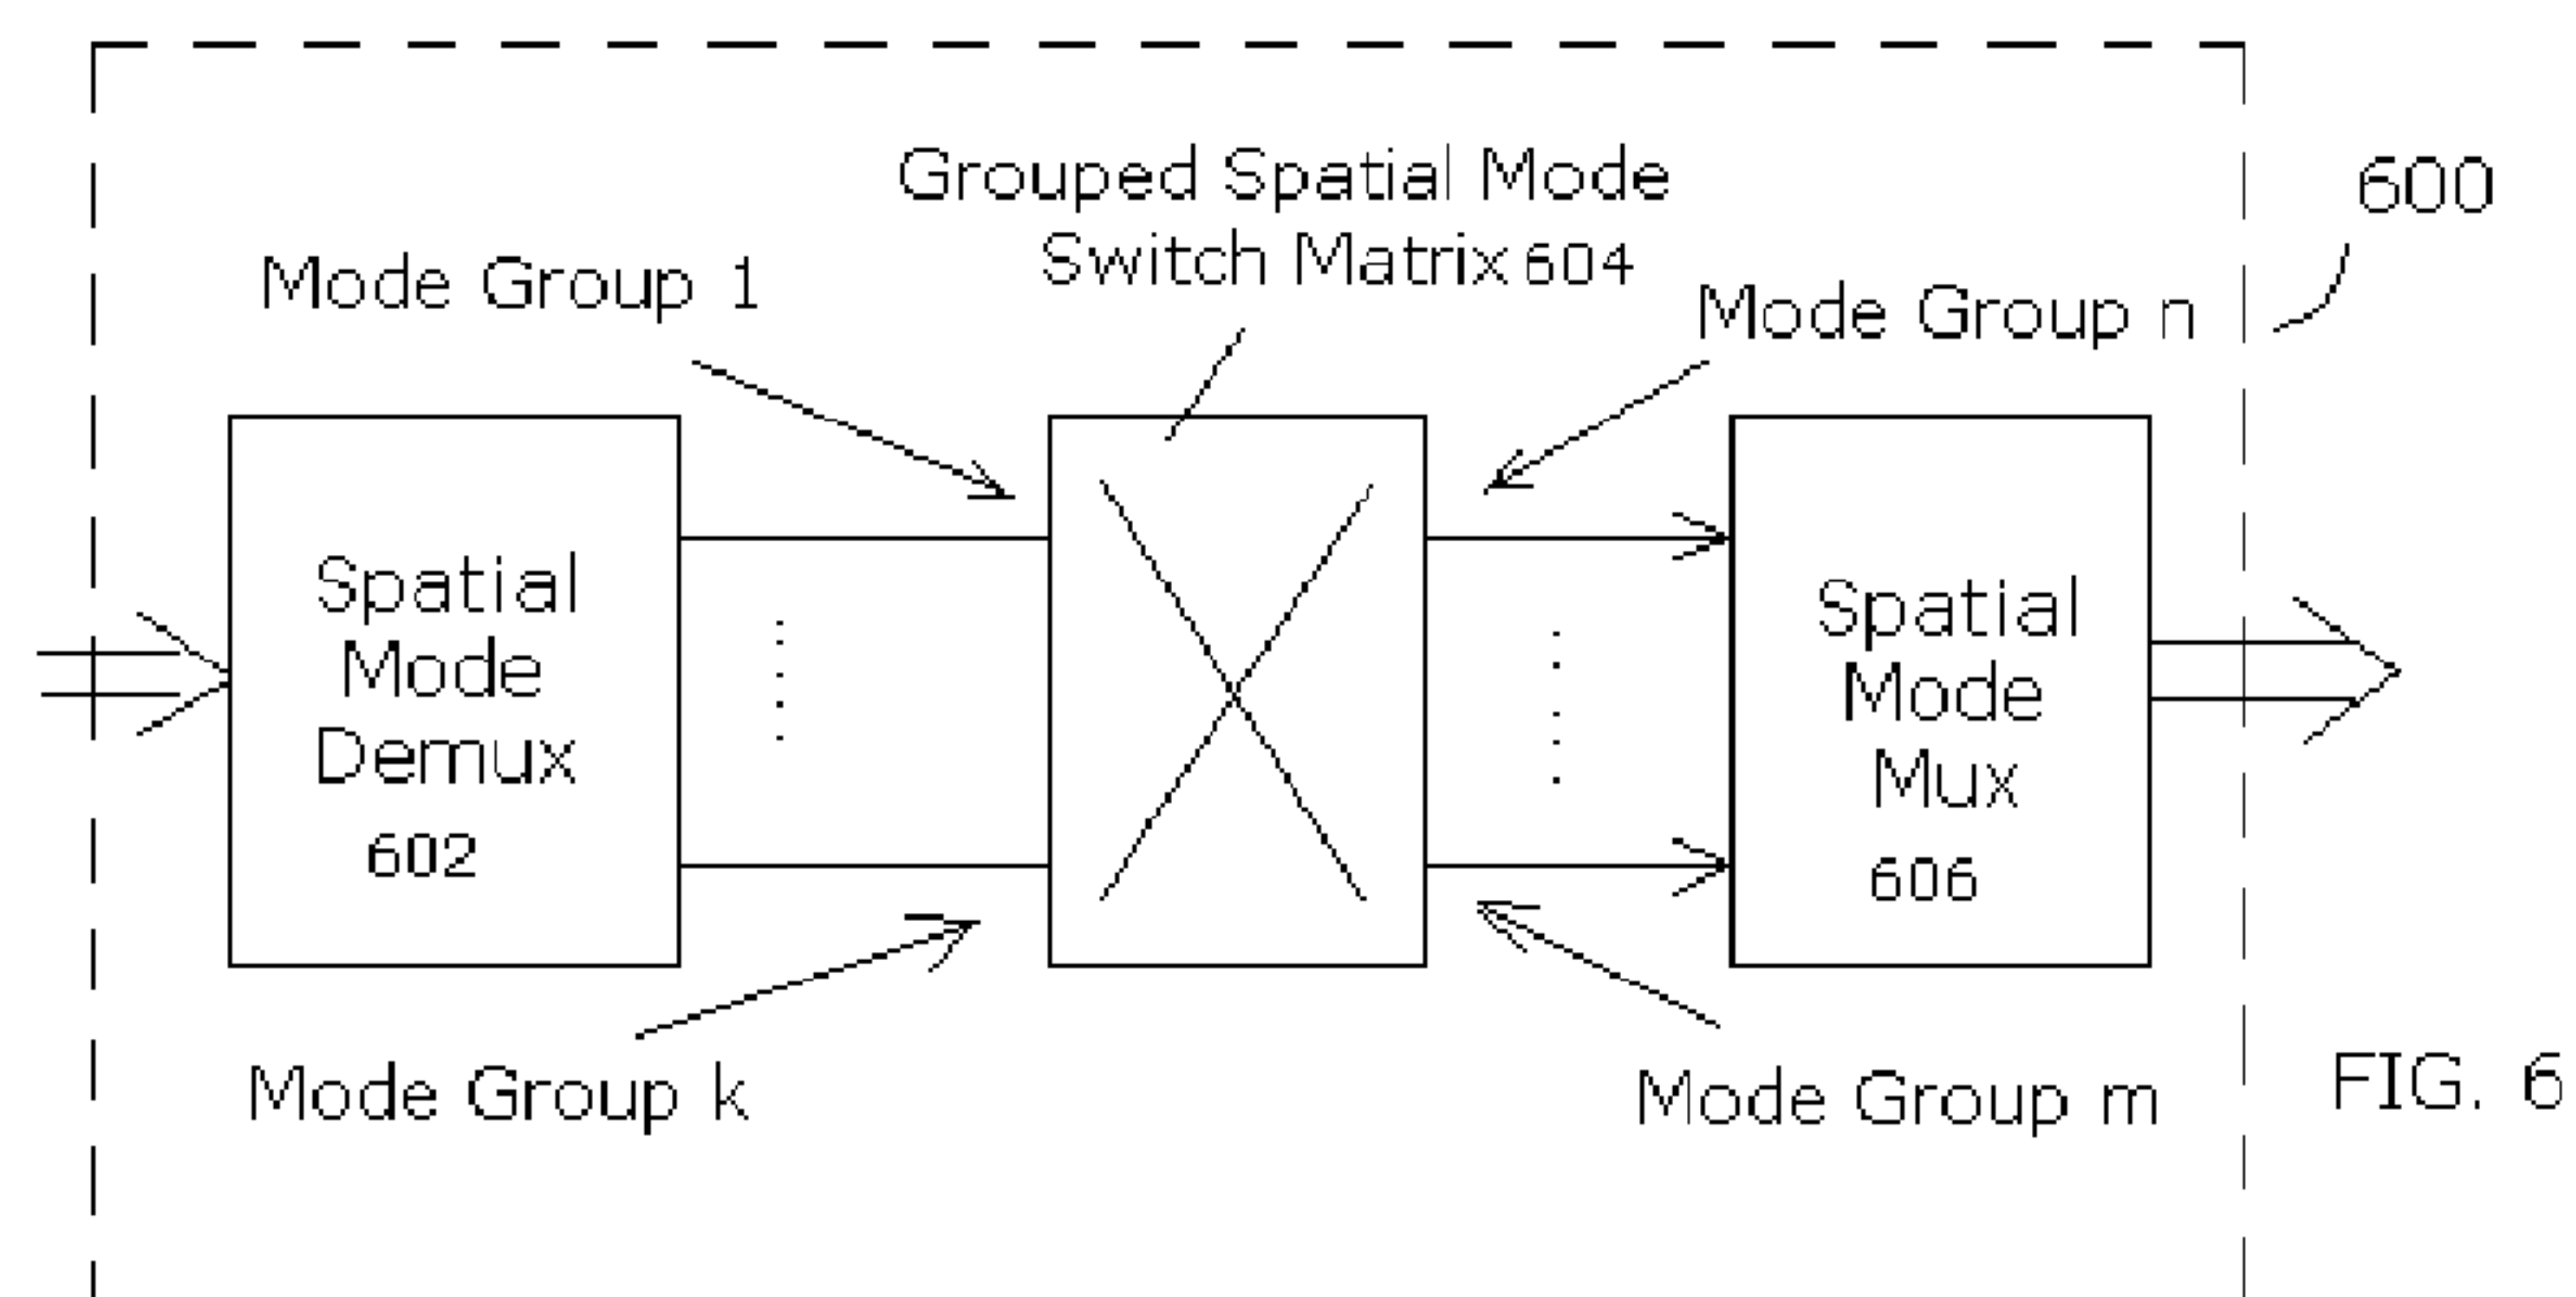 Grouped Spatial Mode
Switch Matrix 604
600
Mode Group 1
Mode Group n
Spatial
Mode
Demux
602
Spatial
Mode
Mux
606
Mode Group k
Mode Group m
FIG. 6